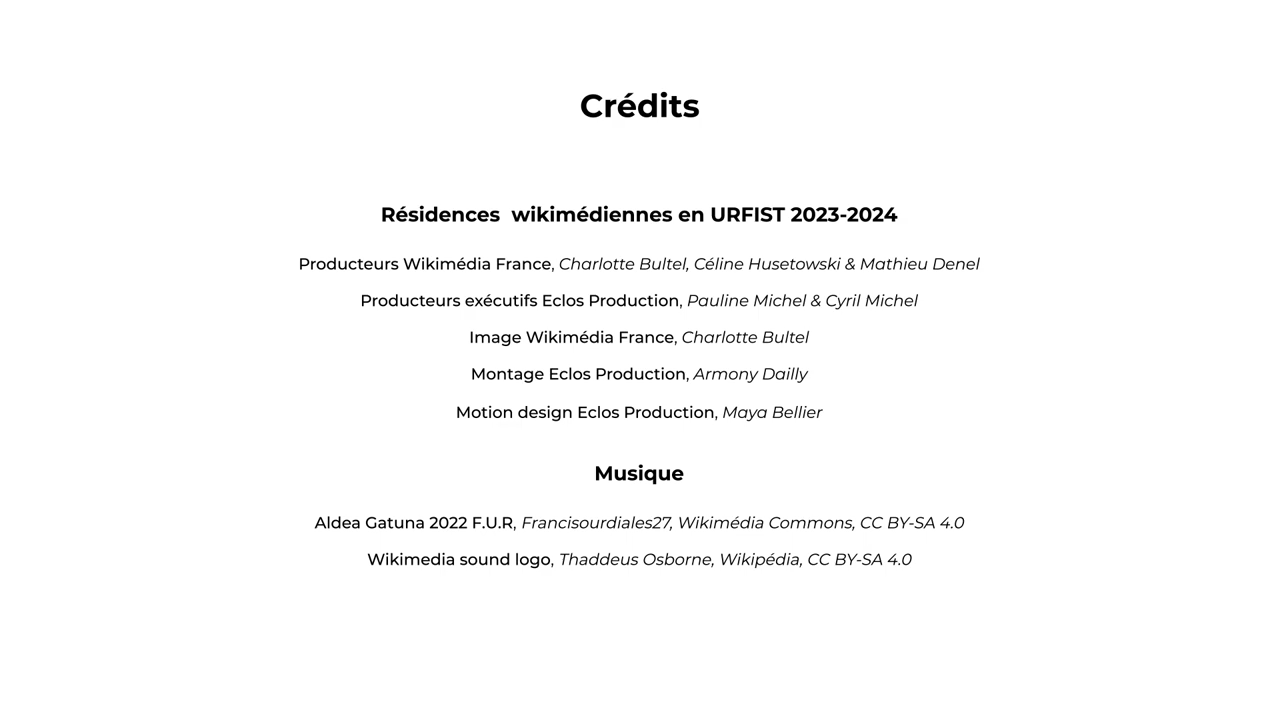 Crédits
Résidences  wikimédiennes en URFIST 2023-2024
Producteurs Wikimédia France, Charlotte Bultel, Céline Husetowski & Mathieu Denel
Producteurs exécutifs Eclos Production, Pauline Michel & Cyril Michel
Image Wikimédia France, Charlotte Bultel
Montage Eclos Production, Armony Dailly
Motion design Eclos Production, Maya Bellier
Musique
Aldea Gatuna 2022 F.U.R, Francisourdiales27, Wikimédia Commons, CC BY-SA 4.0
Wikimedia sound logo, Thaddeus Osborne, Wikipédia, CC BY-SA 4.0